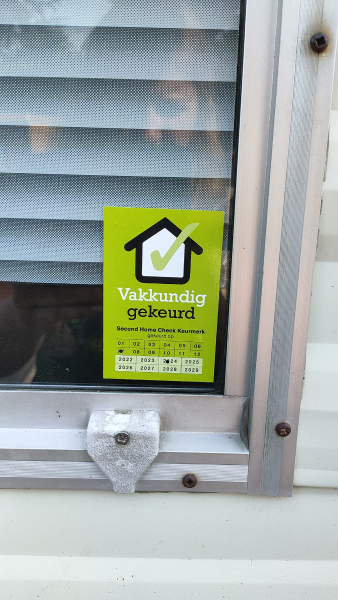 Vakkundig
gekeurd
Second Home Check Keurmerk
gekeurd op
01 02 03 04 05 06
08 09 10 11 12
2022 2023 2024 2025
2026 2027 2028 2029